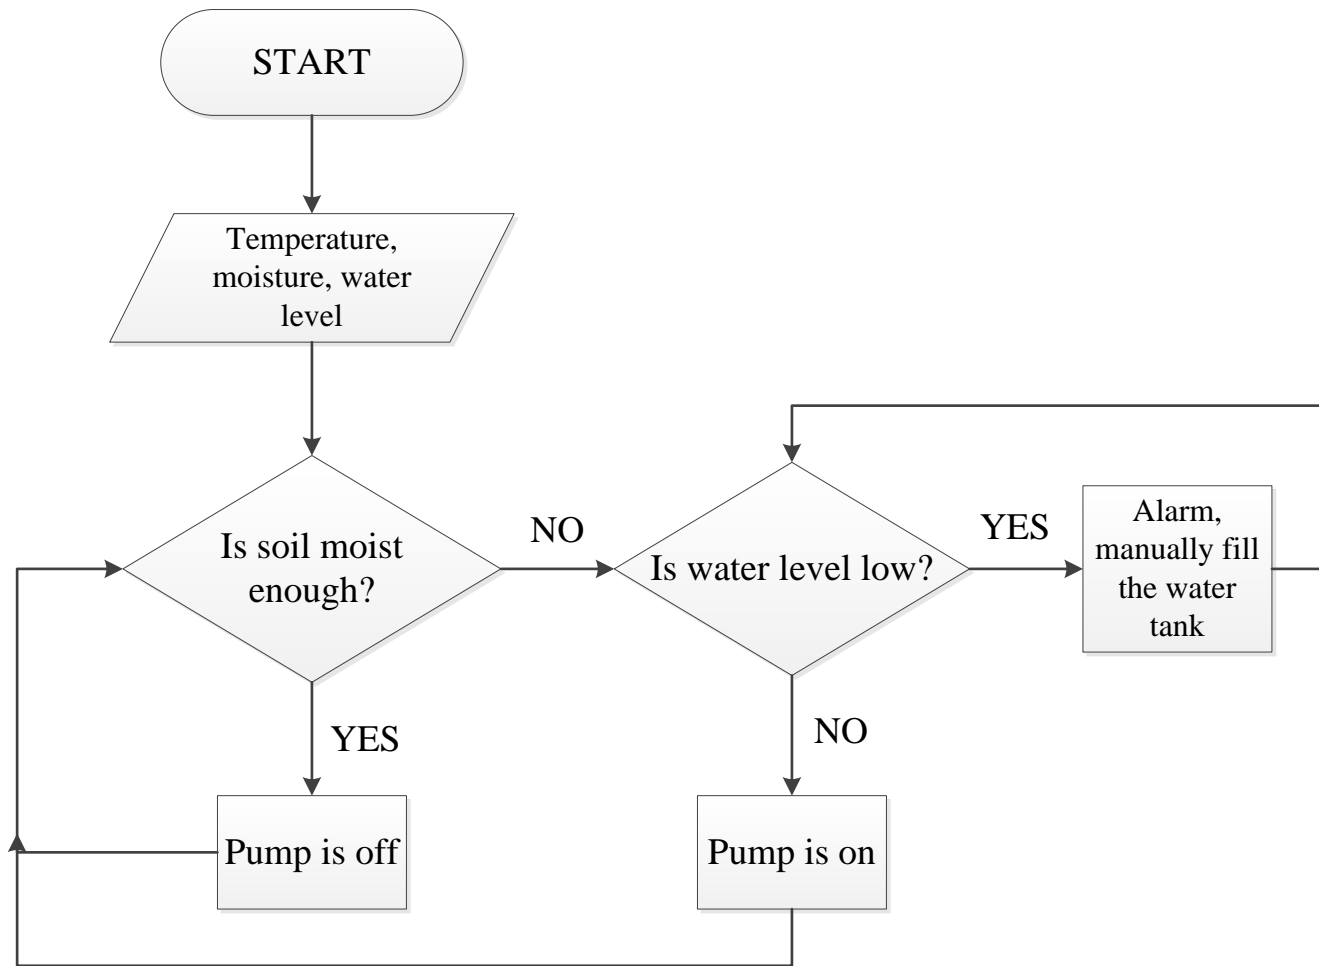 START
Temperature,
moisture, water
level
Is soil moist
enough?
NO
Is water level low?
YES
Alarm,
manually fill
the water
tank
YES
NO
Pump is off
Pump is on